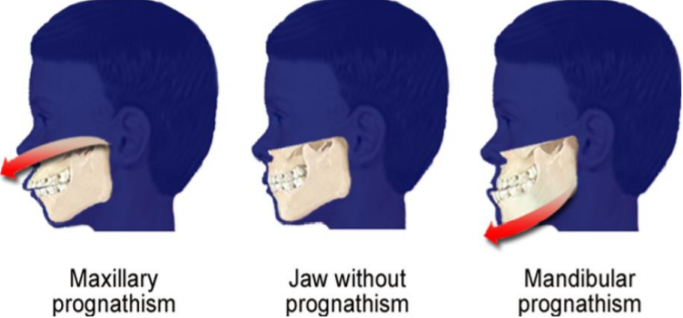 Maxillary
prognathism
Jaw without
prognathism
Mandibular
prognathism